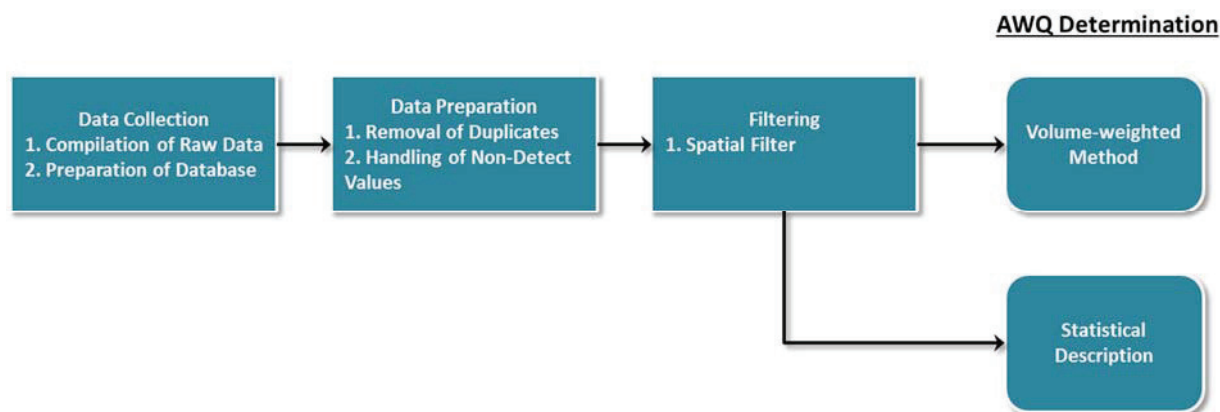 AWQ Determination
Data Collection
1. Compilation of Raw Data
2. Preparation of Database
Data Preparation
1. Removal of Duplicates
2. Handling of Non-Detect
Values
Filtering
1. Spatial Filter
Volume-weighted
Method
Statistical
Description